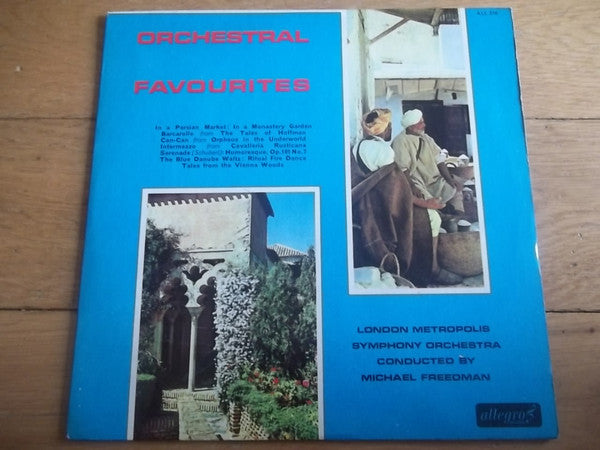 ORCHESTRAL
FAVOURITES
In a Persian Market: In a Monastery Garden
Barcarolle from The Tales of Hoffman
Can-Can from Orpheus in the Underworld
Intermezzo from Cavalleria Rusticana
Serenade (Schubert): Humoresque, Op.101 No.7
The Blue Danube Waltz: Ritual Fire Dance
Tales from the Vienna Woods
LONDON METROPOLIS
SYMPHONY ORCHESTRA
CONDUCTED BY
MICHAEL FREEDMAN
allegro